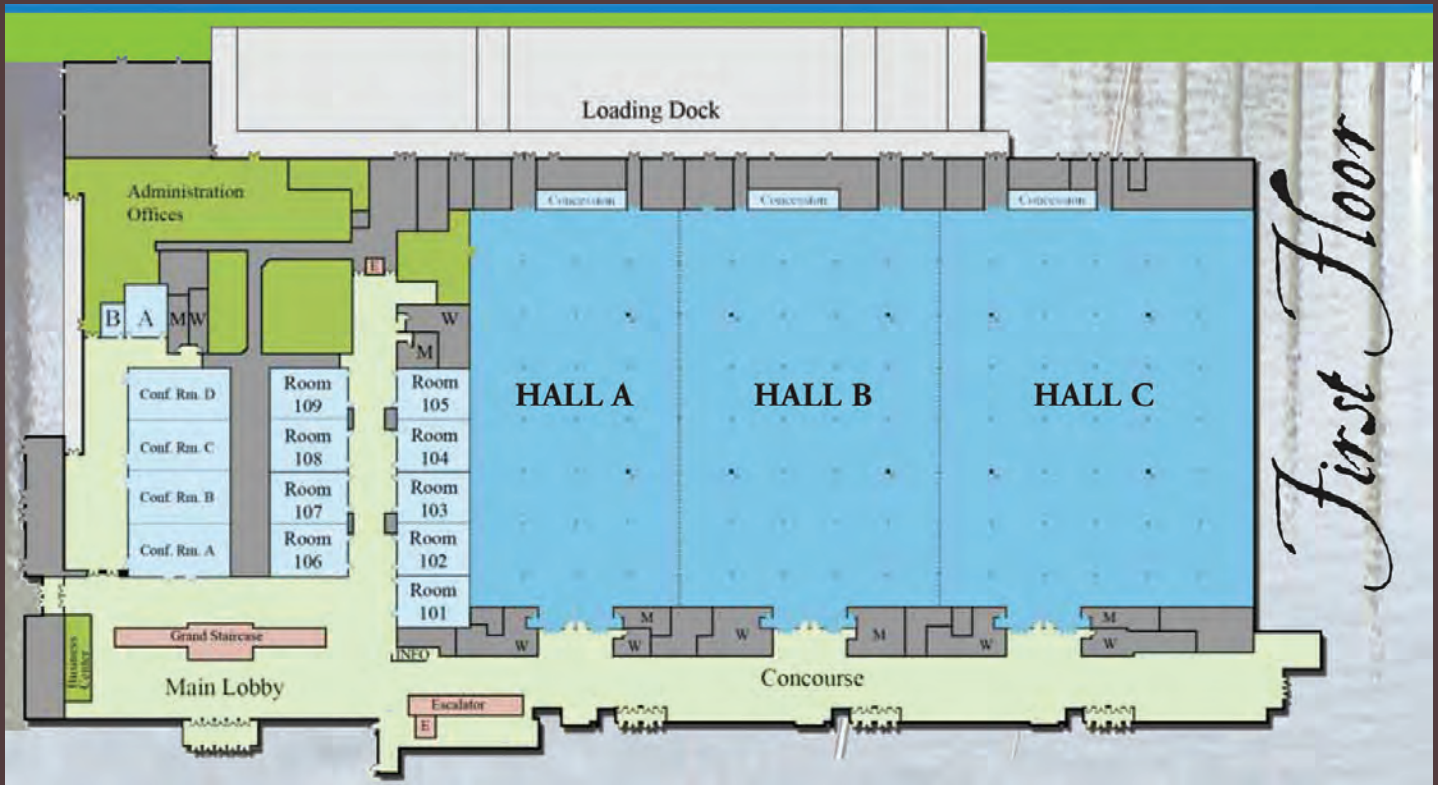 Loading Dock
First Floor
Administration
Offices
Concession
Concession
Concession
E
B
A
M
W
W
M
HALL A
HALL B
HALL C
Conf. Rm. D
Conf. Rm. C
Conf. Rm. B
Conf. Rm. A
Room
109
Room
108
Room
107
Room
106
Room
105
Room
104
Room
103
Room
102
Room
101
M
W
W
W
M
W
M
W
INFO
Grand Staircase
Business
Center
Main Lobby
Concourse
Escalator
E